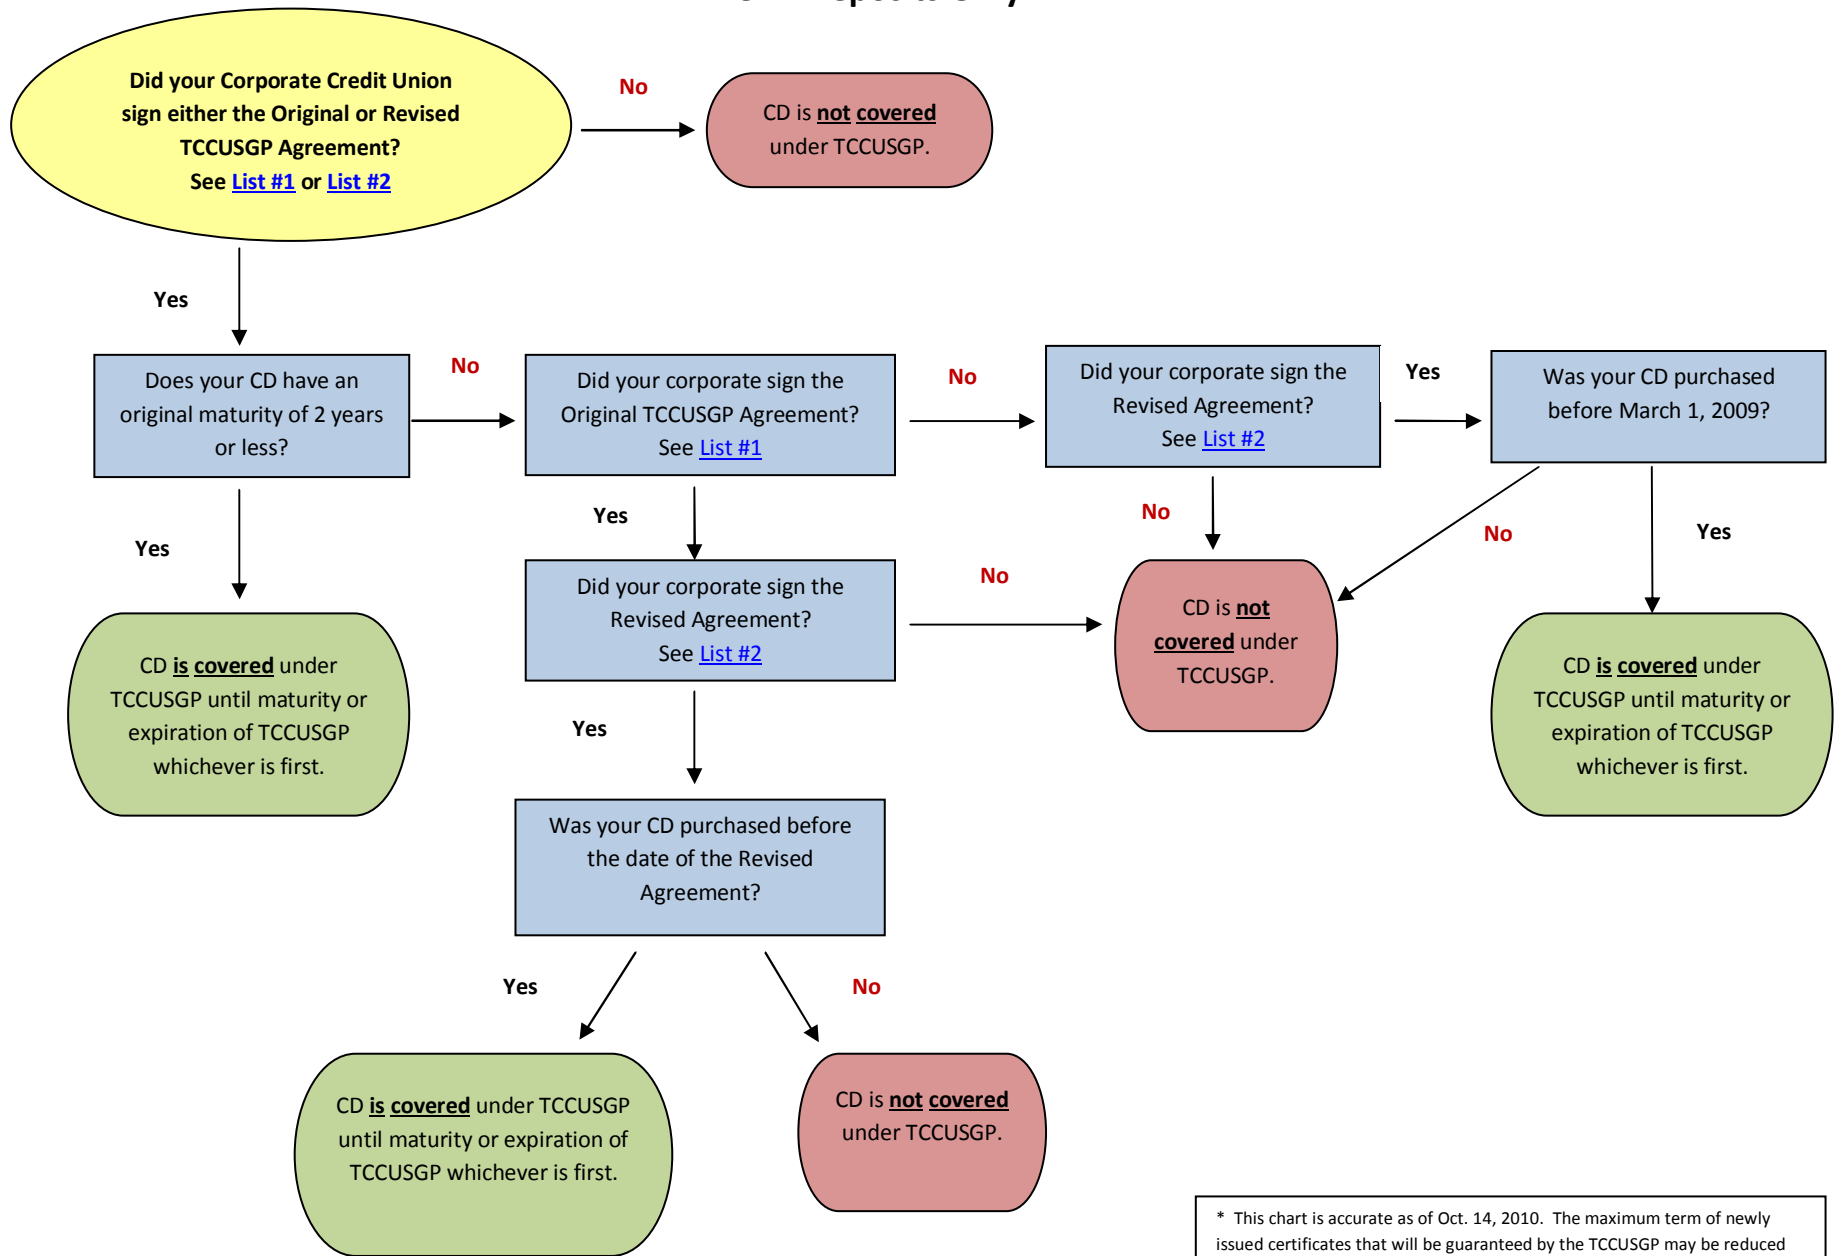 Did your Corporate Credit Union
sign either the Original or Revised
TCCUSGP Agreement?
See List #1 or List #2
No
CD is not covered
under TCCUSGP.
Yes
Does your CD have an
original maturity of 2 years
or less?
No
Did your corporate sign the
Original TCCUSGP Agreement?
See List #1
No
Did your corporate sign the
Revised Agreement?
See List #2
Yes
Was your CD purchased
before March 1, 2009?
Yes
Yes
No
No
Yes
CD is covered under
TCCUSGP until maturity or
expiration of TCCUSGP
whichever is first.
Did your corporate sign the
Revised Agreement?
See List #2
No
CD is not
covered under
TCCUSGP.
CD is covered under
TCCUSGP until maturity or
expiration of TCCUSGP
whichever is first.
Yes
Was your CD purchased before
the date of the Revised
Agreement?
Yes
No
CD is covered under TCCUSGP
until maturity or expiration of
TCCUSGP whichever is first.
CD is not covered
under TCCUSGP.
* This chart is accurate as of Oct. 14, 2010. The maximum term of newly
issued certificates that will be guaranteed by the TCCUSGP may be reduced